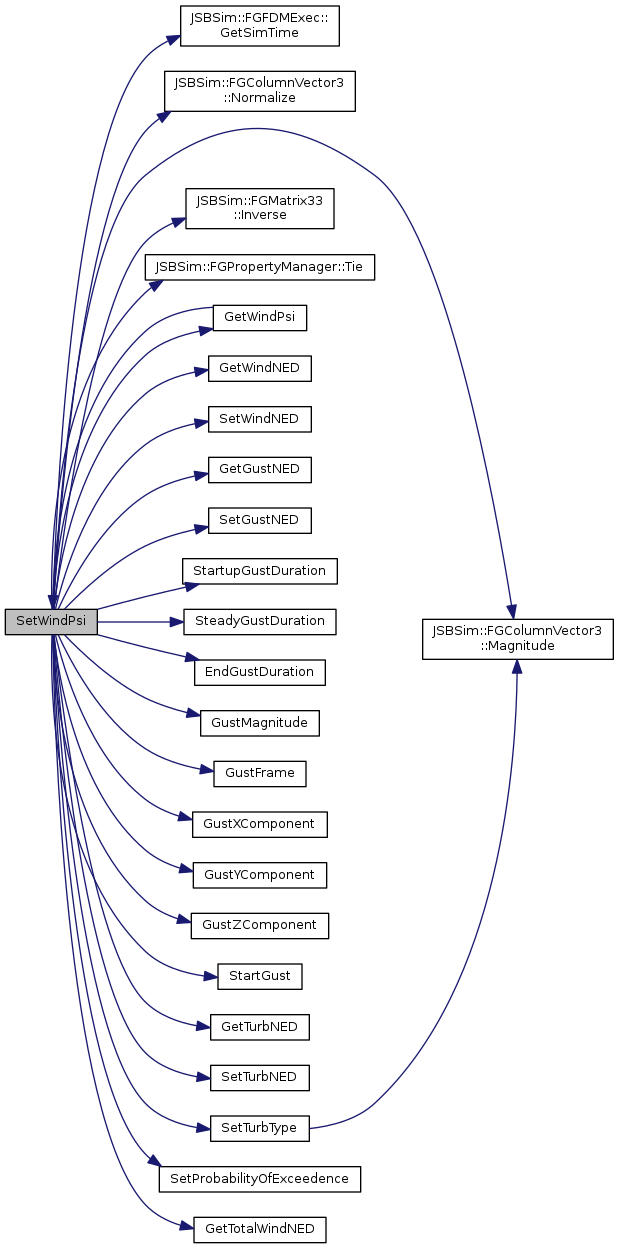 JSBSim::FGFDMExec::
GetSimTime
JSBSim::FGColumnVector3
::Normalize
JSBSim::FGMatrix33
::Inverse
JSBSim::FGPropertyManager::Tie
GetWindPsi
GetWindNED
SetWindNED
GetGustNED
SetGustNED
StartupGustDuration
SetWindPsi
SteadyGustDuration
JSBSim::FGColumnVector3
::Magnitude
EndGustDuration
GustMagnitude
GustFrame
GustXComponent
GustYComponent
GustZComponent
StartGust
GetTurbNED
SetTurbNED
SetTurbType
SetProbabilityOfExceedence
GetTotalWindNED